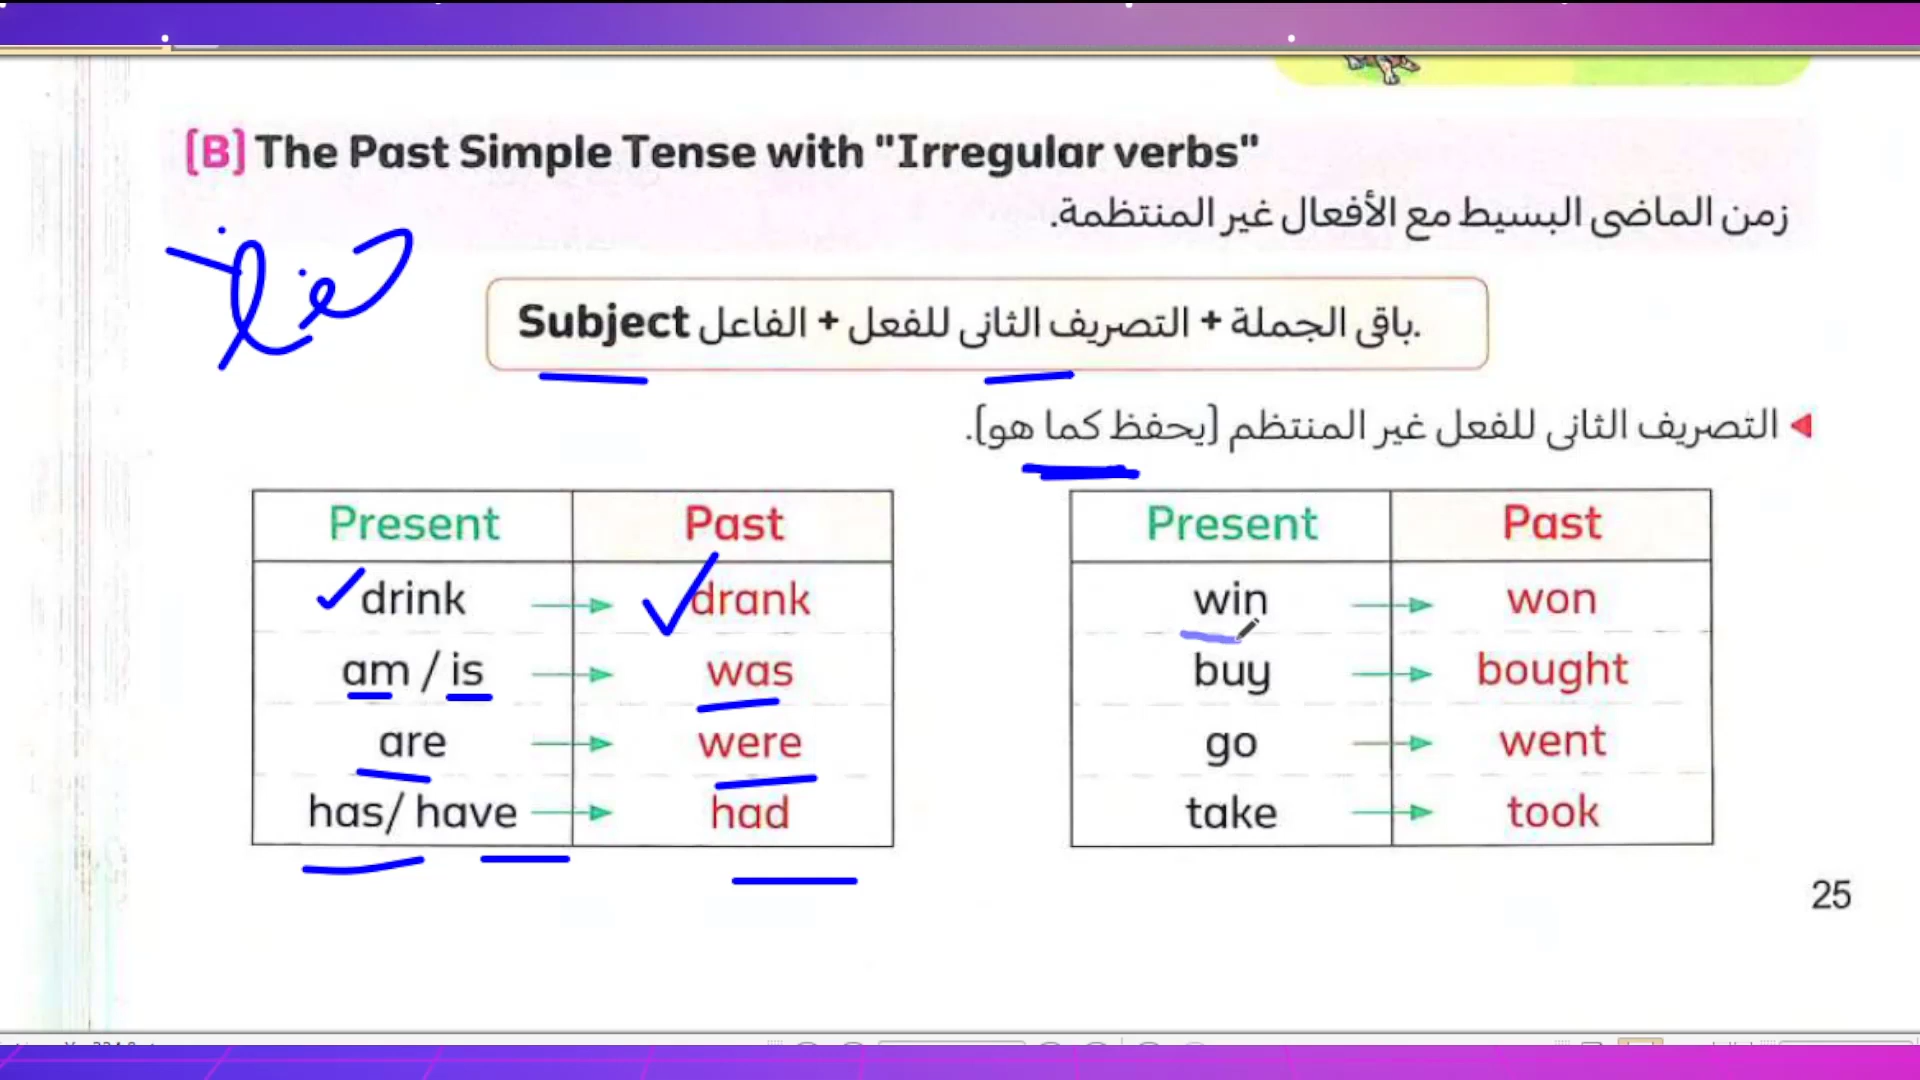 [B] The Past Simple Tense with "Irregular verbs"
زمن الماضى البسيط مع الأفعال غير المنتظمة.
Subject الفاعل + التصريف الثانى للفعل + باقى الجملة.
التصريف الثانى للفعل غير المنتظم [يحفظ كما هو].
Present Past
drink drank
am / is was
are were
has/ have had
Present Past
win won
buy bought
go went
take took
25